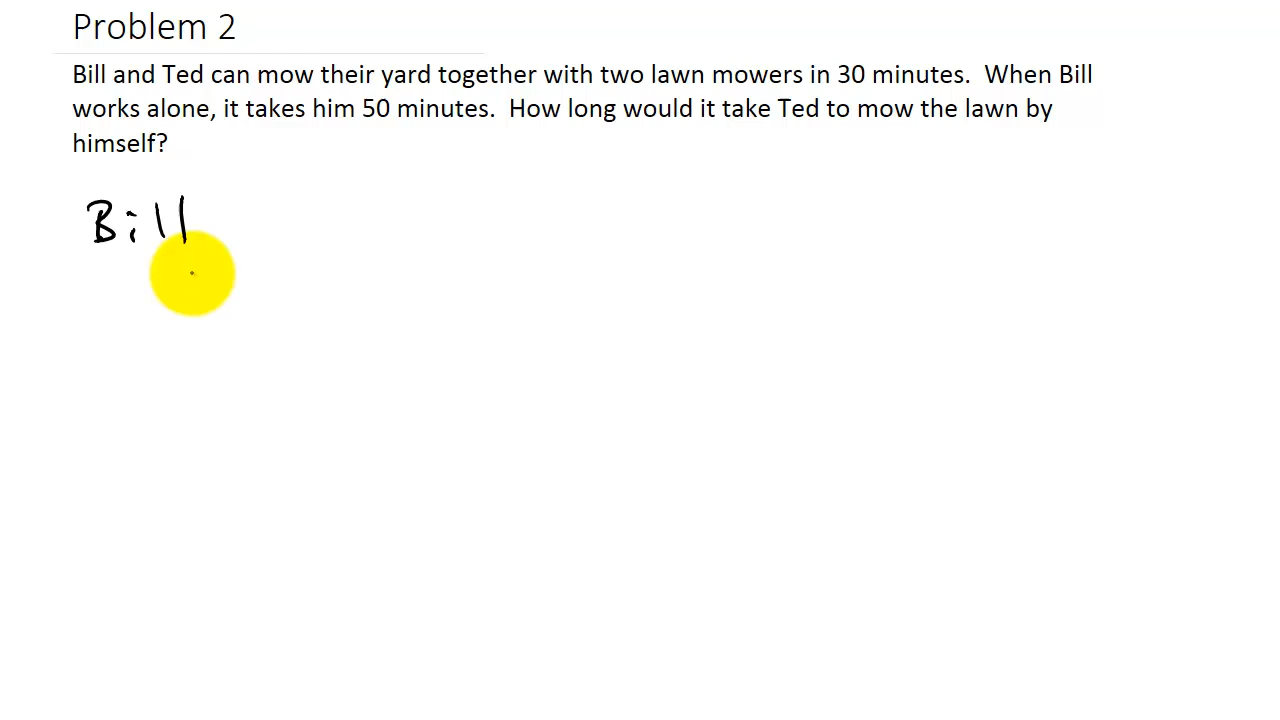 Problem 2
Bill and Ted can mow their yard together with two lawn mowers in 30 minutes.  When Bill
works alone, it takes him 50 minutes.  How long would it take Ted to mow the lawn by
himself?
Bill